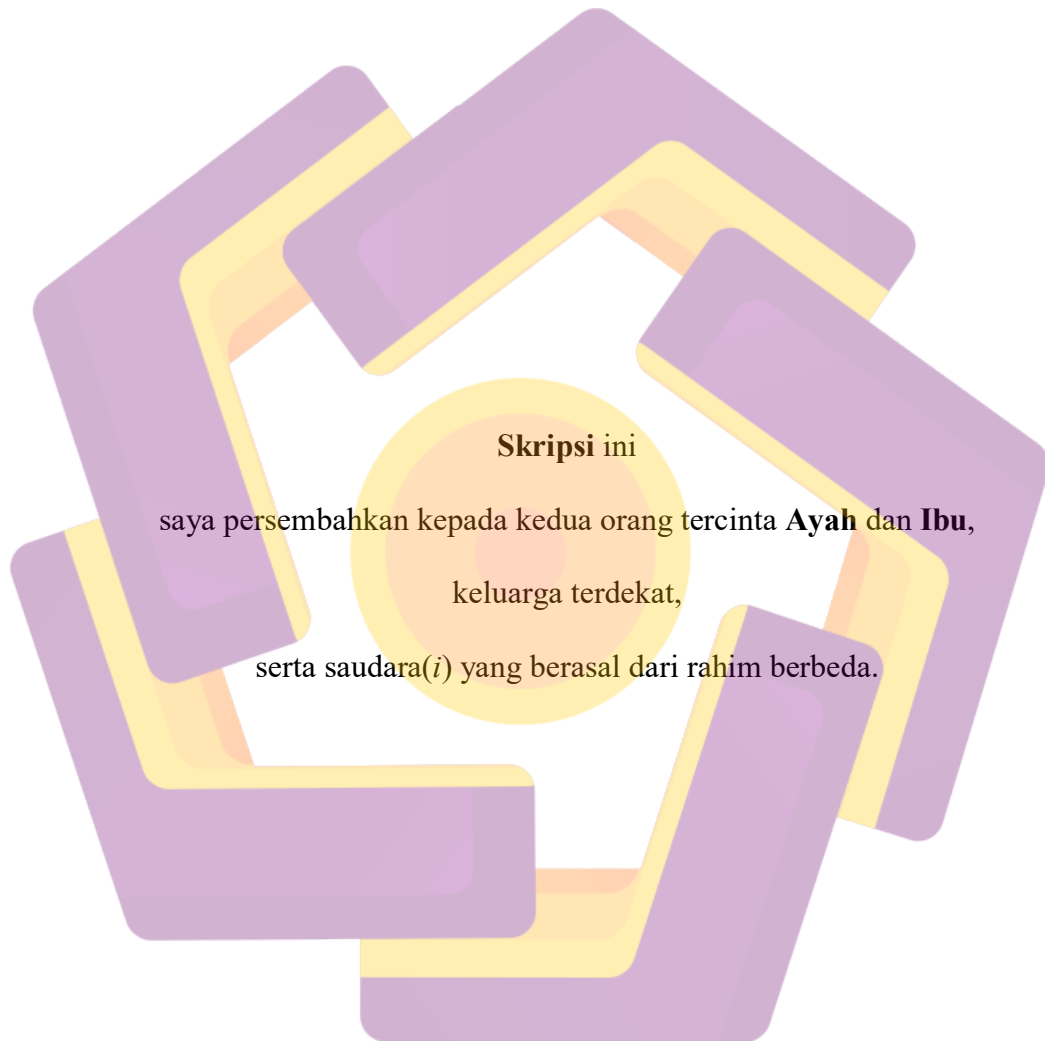 Skripsi ini
saya persembahkan kepada kedua orang tercinta Ayah dan Ibu,
keluarga terdekat,
serta saudara(i) yang berasal dari rahim berbeda.